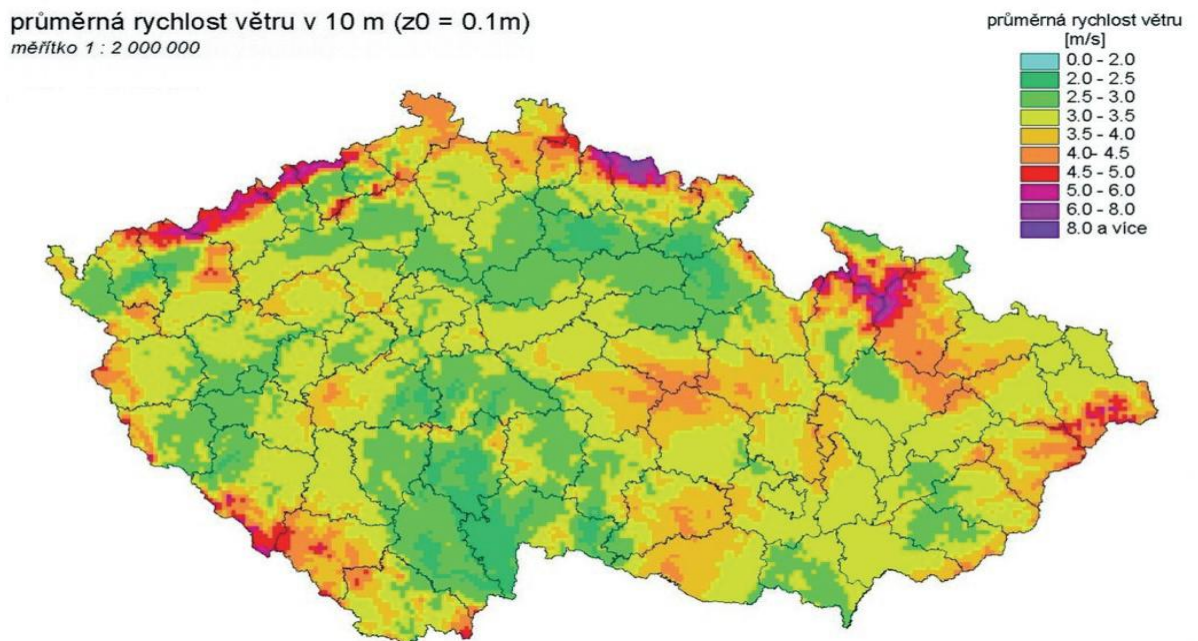 průměrná rychlost větru v 10 m (z0 = 0.1m)
měřítko 1 : 2 000 000
průměrná rychlost větru
[m/s]
0.0 - 2.0
2.0 - 2.5
2.5 - 3.0
3.0 - 3.5
3.5 - 4.0
4.0- 4.5
4.5 - 5.0
5.0 - 6.0
6.0 - 8.0
8.0 a více